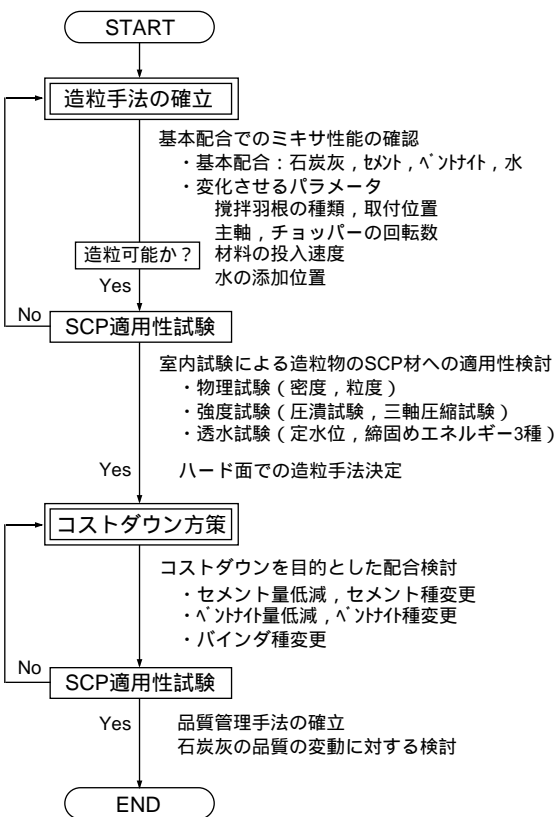 START
造粒手法の確立
基本配合でのミキサ性能の確認
・基本配合：石炭灰，ｾﾒﾝﾄ，ﾍﾞﾝﾄﾅｲﾄ，水
・変化させるパラメータ
撹拌羽根の種類，取付位置
主軸，チョッパーの回転数
造粒可能か？ 材料の投入速度
水の添加位置
Yes
No
SCP適用性試験
室内試験による造粒物のSCP材への適用性検討
・物理試験（密度，粒度）
・強度試験（圧潰試験，三軸圧縮試験）
・透水試験（定水位，締固めエネルギー3種）
Yes ハード面での造粒手法決定
コストダウン方策
コストダウンを目的とした配合検討
・セメント量低減，セメント種変更
・ﾍﾞﾝﾄﾅｲﾄ量低減，ﾍﾞﾝﾄﾅｲﾄ種変更
・バインダ種変更
No
SCP適用性試験
Yes 品質管理手法の確立
石炭灰の品質の変動に対する検討
END